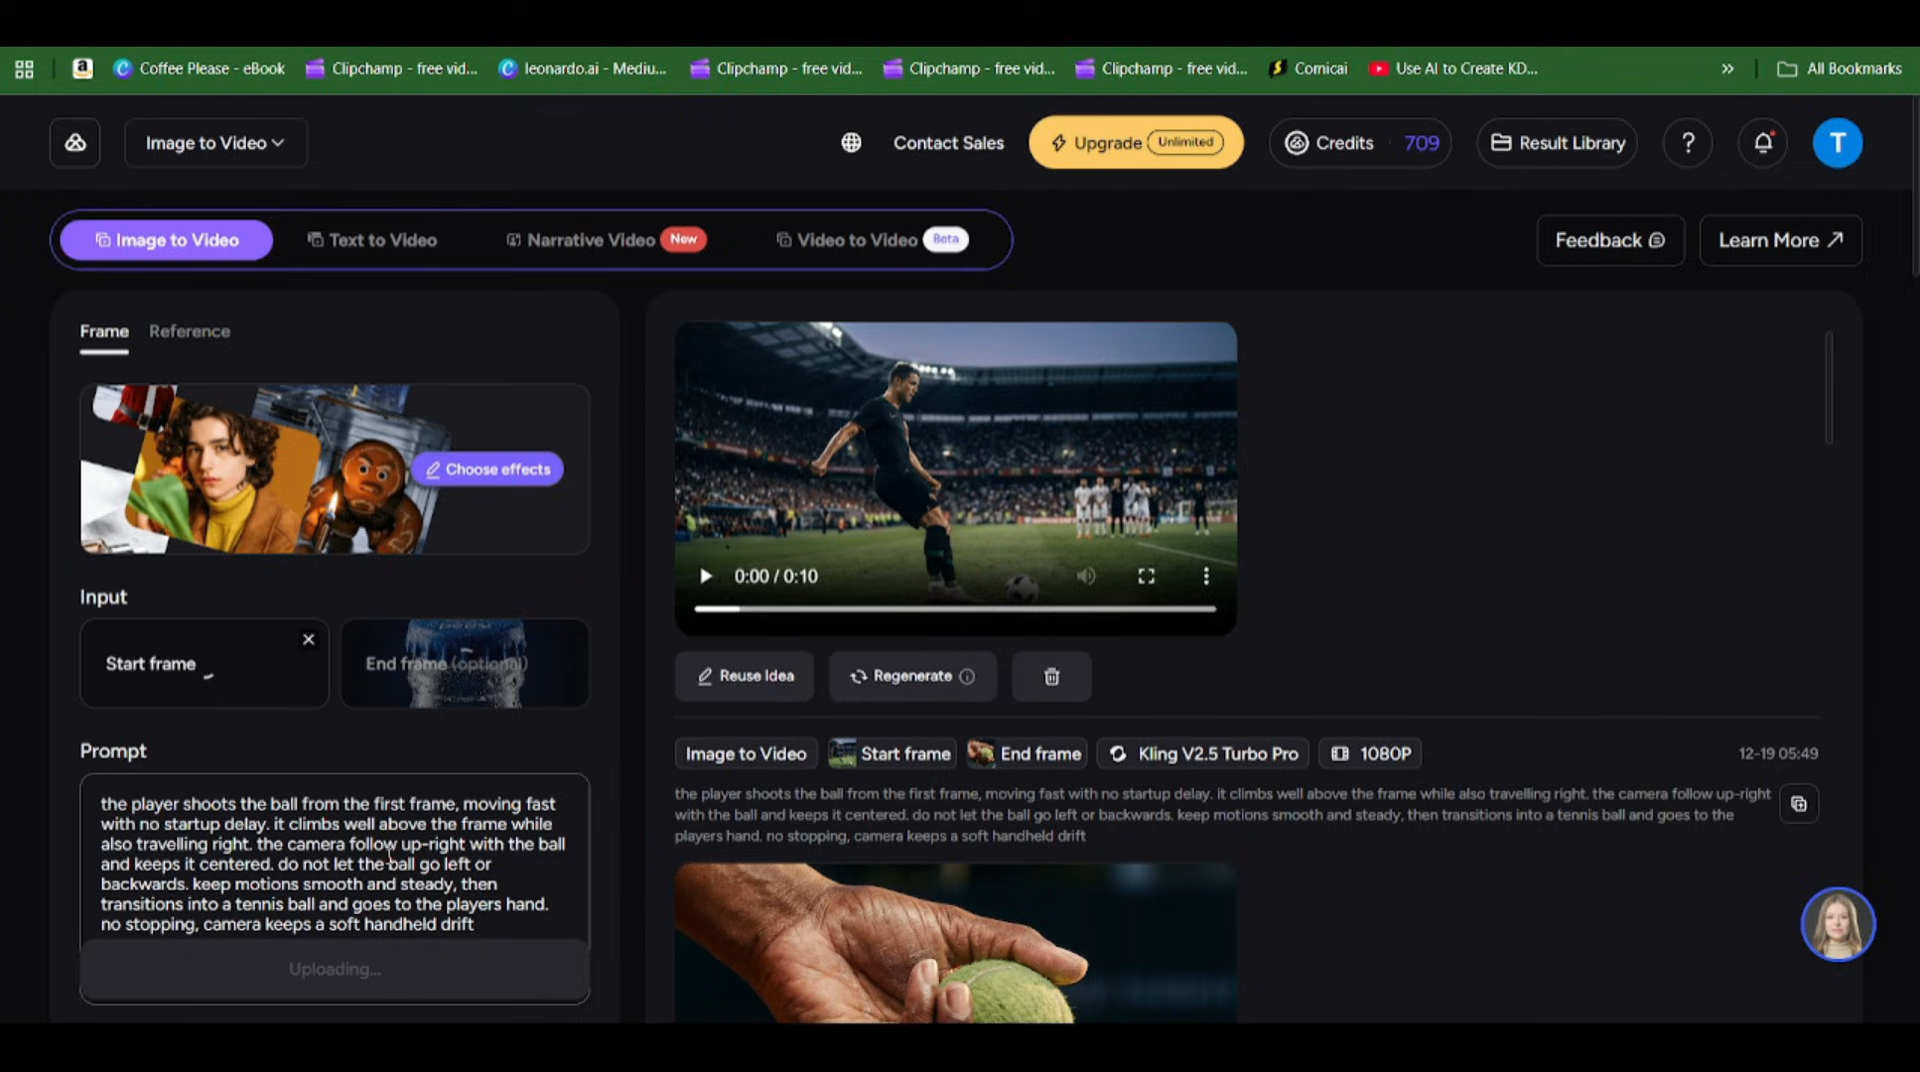 Coffee Please - eBook
Clipchamp - free vid...
leonardo.ai - Mediu...
Clipchamp - free vid...
Clipchamp - free vid...
Clipchamp - free vid...
Comicai
Use AI to Create KD...
All Bookmarks
Image to Video
Contact Sales
Upgrade Unlimited
Credits 709
Result Library
?
T
Image to Video
Text to Video
Narrative Video New
Video to Video Beta
Feedback
Learn More
Frame
Reference
Choose effects
Input
Start frame
End frame (optional)
Prompt
the player shoots the ball from the first frame, moving fast
with no startup delay. it climbs well above the frame while
also travelling right. the camera follow up-right with the ball
and keeps it centered. do not let the ball go left or
backwards. keep motions smooth and steady, then
transitions into a tennis ball and goes to the players hand.
no stopping, camera keeps a soft handheld drift
Uploading...
0:00 / 0:10
Reuse Idea
Regenerate
Image to Video
Start frame
End frame
Kling V2.5 Turbo Pro
1080P
12-19 05:49
the player shoots the ball from the first frame, moving fast with no startup delay. it climbs well above the frame while also travelling right. the camera follow up-right
with the ball and keeps it centered. do not let the ball go left or backwards. keep motions smooth and steady, then transitions into a tennis ball and goes to the
players hand. no stopping, camera keeps a soft handheld drift